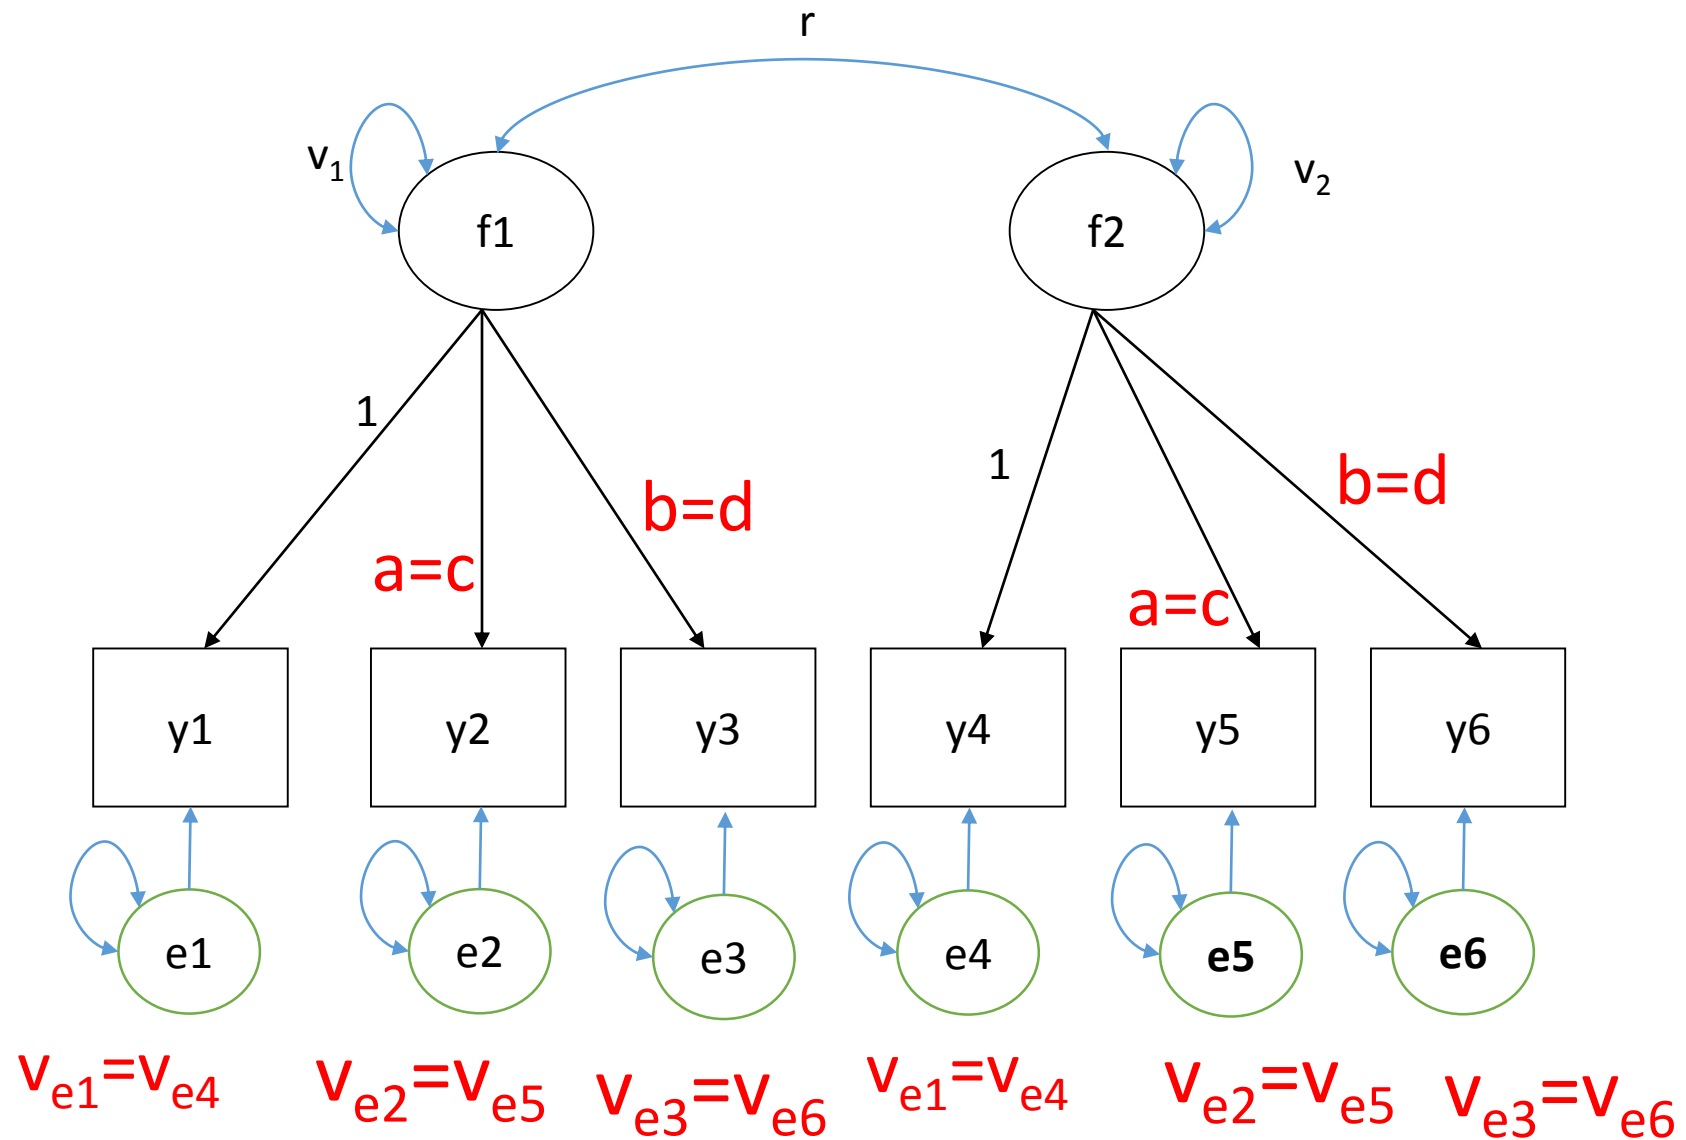 r
v₁
v₂
f1
f2
1
1
b=d
b=d
a=c
a=c
y1
y2
y3
y4
y5
y6
e1
e2
e3
e4
e5
e6
vₑ₁=vₑ₄
vₑ₂=vₑ₅
vₑ₃=vₑ₆
vₑ₁=vₑ₄
vₑ₂=vₑ₅
vₑ₃=vₑ₆